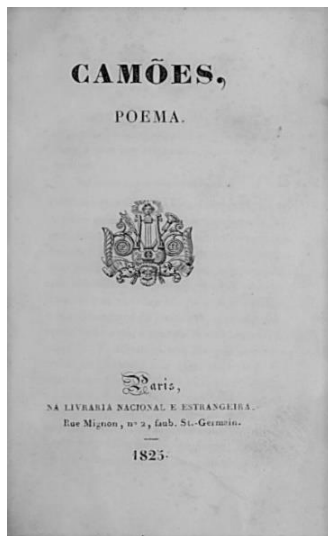 CAMÕES,
POEMA.
Paris,
NA LIVRARIA NACIONAL E ESTRANGEIRA,
Rue Mignon, nº 2, faub. St.-Germain.
1825.